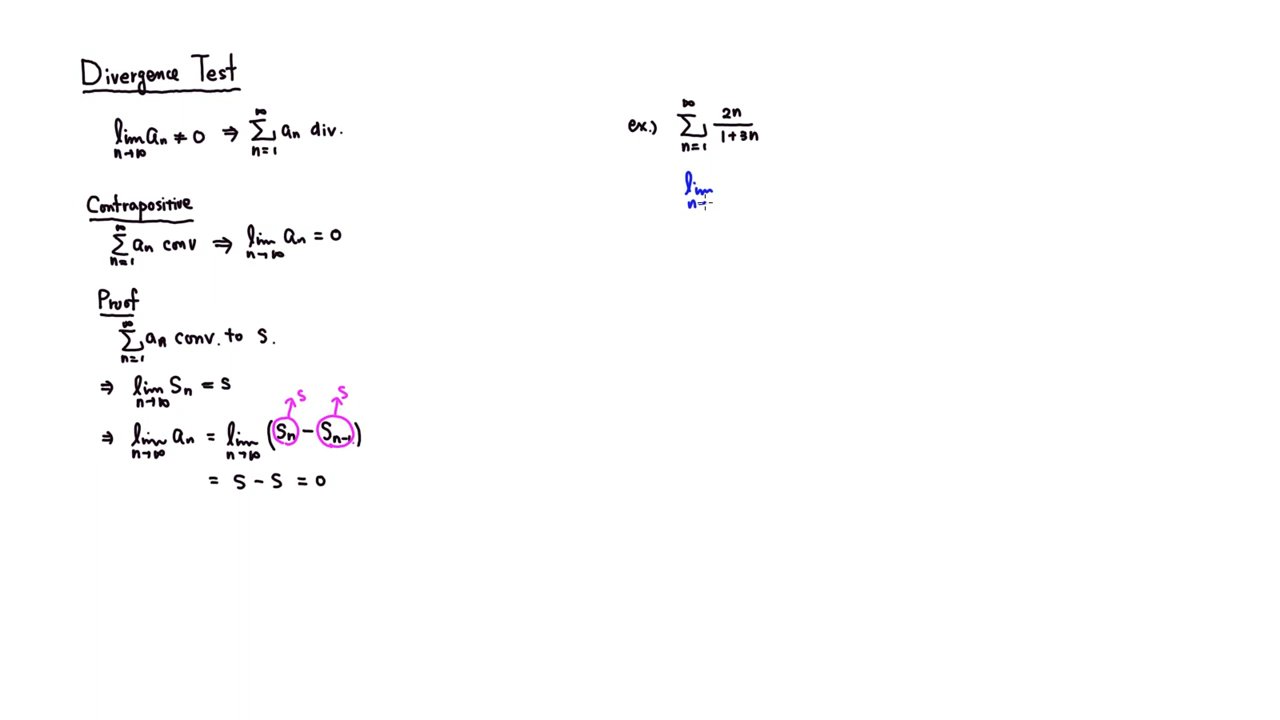 Divergence Test
lim n→∞ an ≠ 0 ⇒ ∑ n=1 ∞ an div.
Contrapositive
∑ n=1 ∞ an conv ⇒ lim n→∞ an = 0
Proof
∑ n=1 ∞ an conv. to S.
⇒ lim n→∞ Sn = S
S S
⇒ lim n→∞ an = lim n→∞ (Sn − Sn−1)
= S − S = 0
ex.) ∑ n=1 ∞ 2n/(1+3n)
lim n−